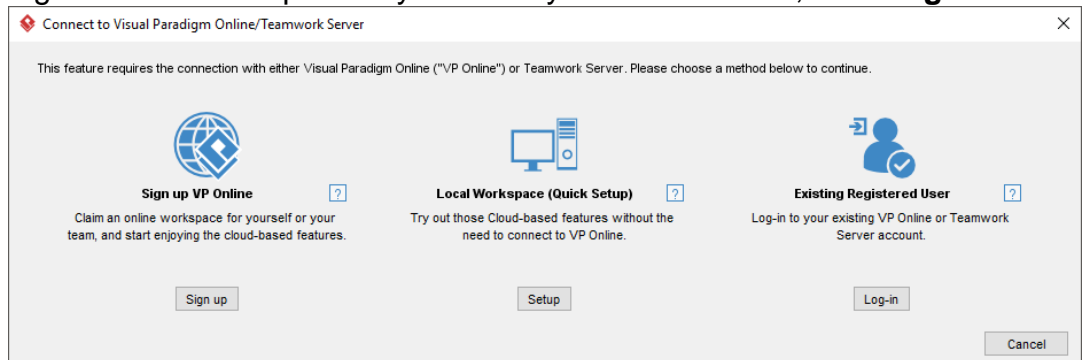 Connect to Visual Paradigm Online/Teamwork Server
This feature requires the connection with either Visual Paradigm Online ("VP Online") or Teamwork Server. Please choose a method below to continue.
Sign up VP Online ?
Claim an online workspace for yourself or your
team, and start enjoying the cloud-based features.
Sign up
Local Workspace (Quick Setup) ?
Try out those Cloud-based features without the
need to connect to VP Online.
Setup
Existing Registered User ?
Log-in to your existing VP Online or Teamwork
Server account.
Log-in
Cancel